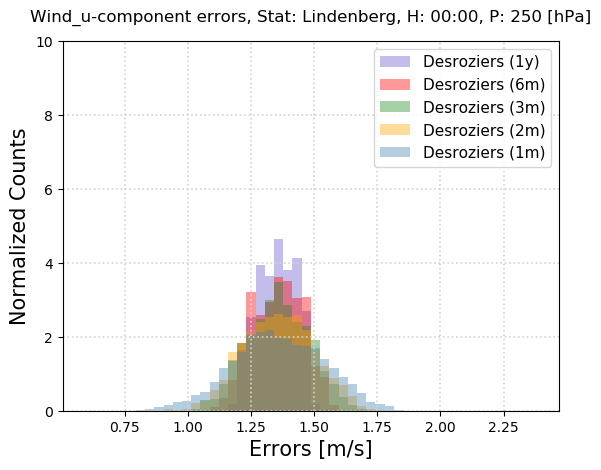 Wind_u-component errors, Stat: Lindenberg, H: 00:00, P: 250 [hPa]
10
8
6
4
2
0
Normalized Counts
Desroziers (1y)
Desroziers (6m)
Desroziers (3m)
Desroziers (2m)
Desroziers (1m)
0.75 1.00 1.25 1.50 1.75 2.00 2.25
Errors [m/s]